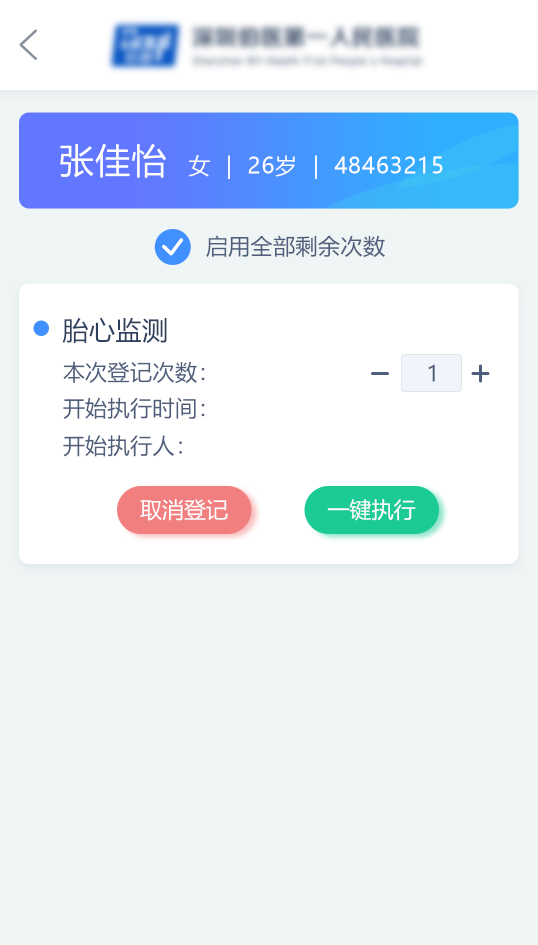 张佳怡 女 | 26岁 | 48463215
启用全部剩余次数
胎心监测
本次登记次数： 1
开始执行时间：
开始执行人：
取消登记 一键执行